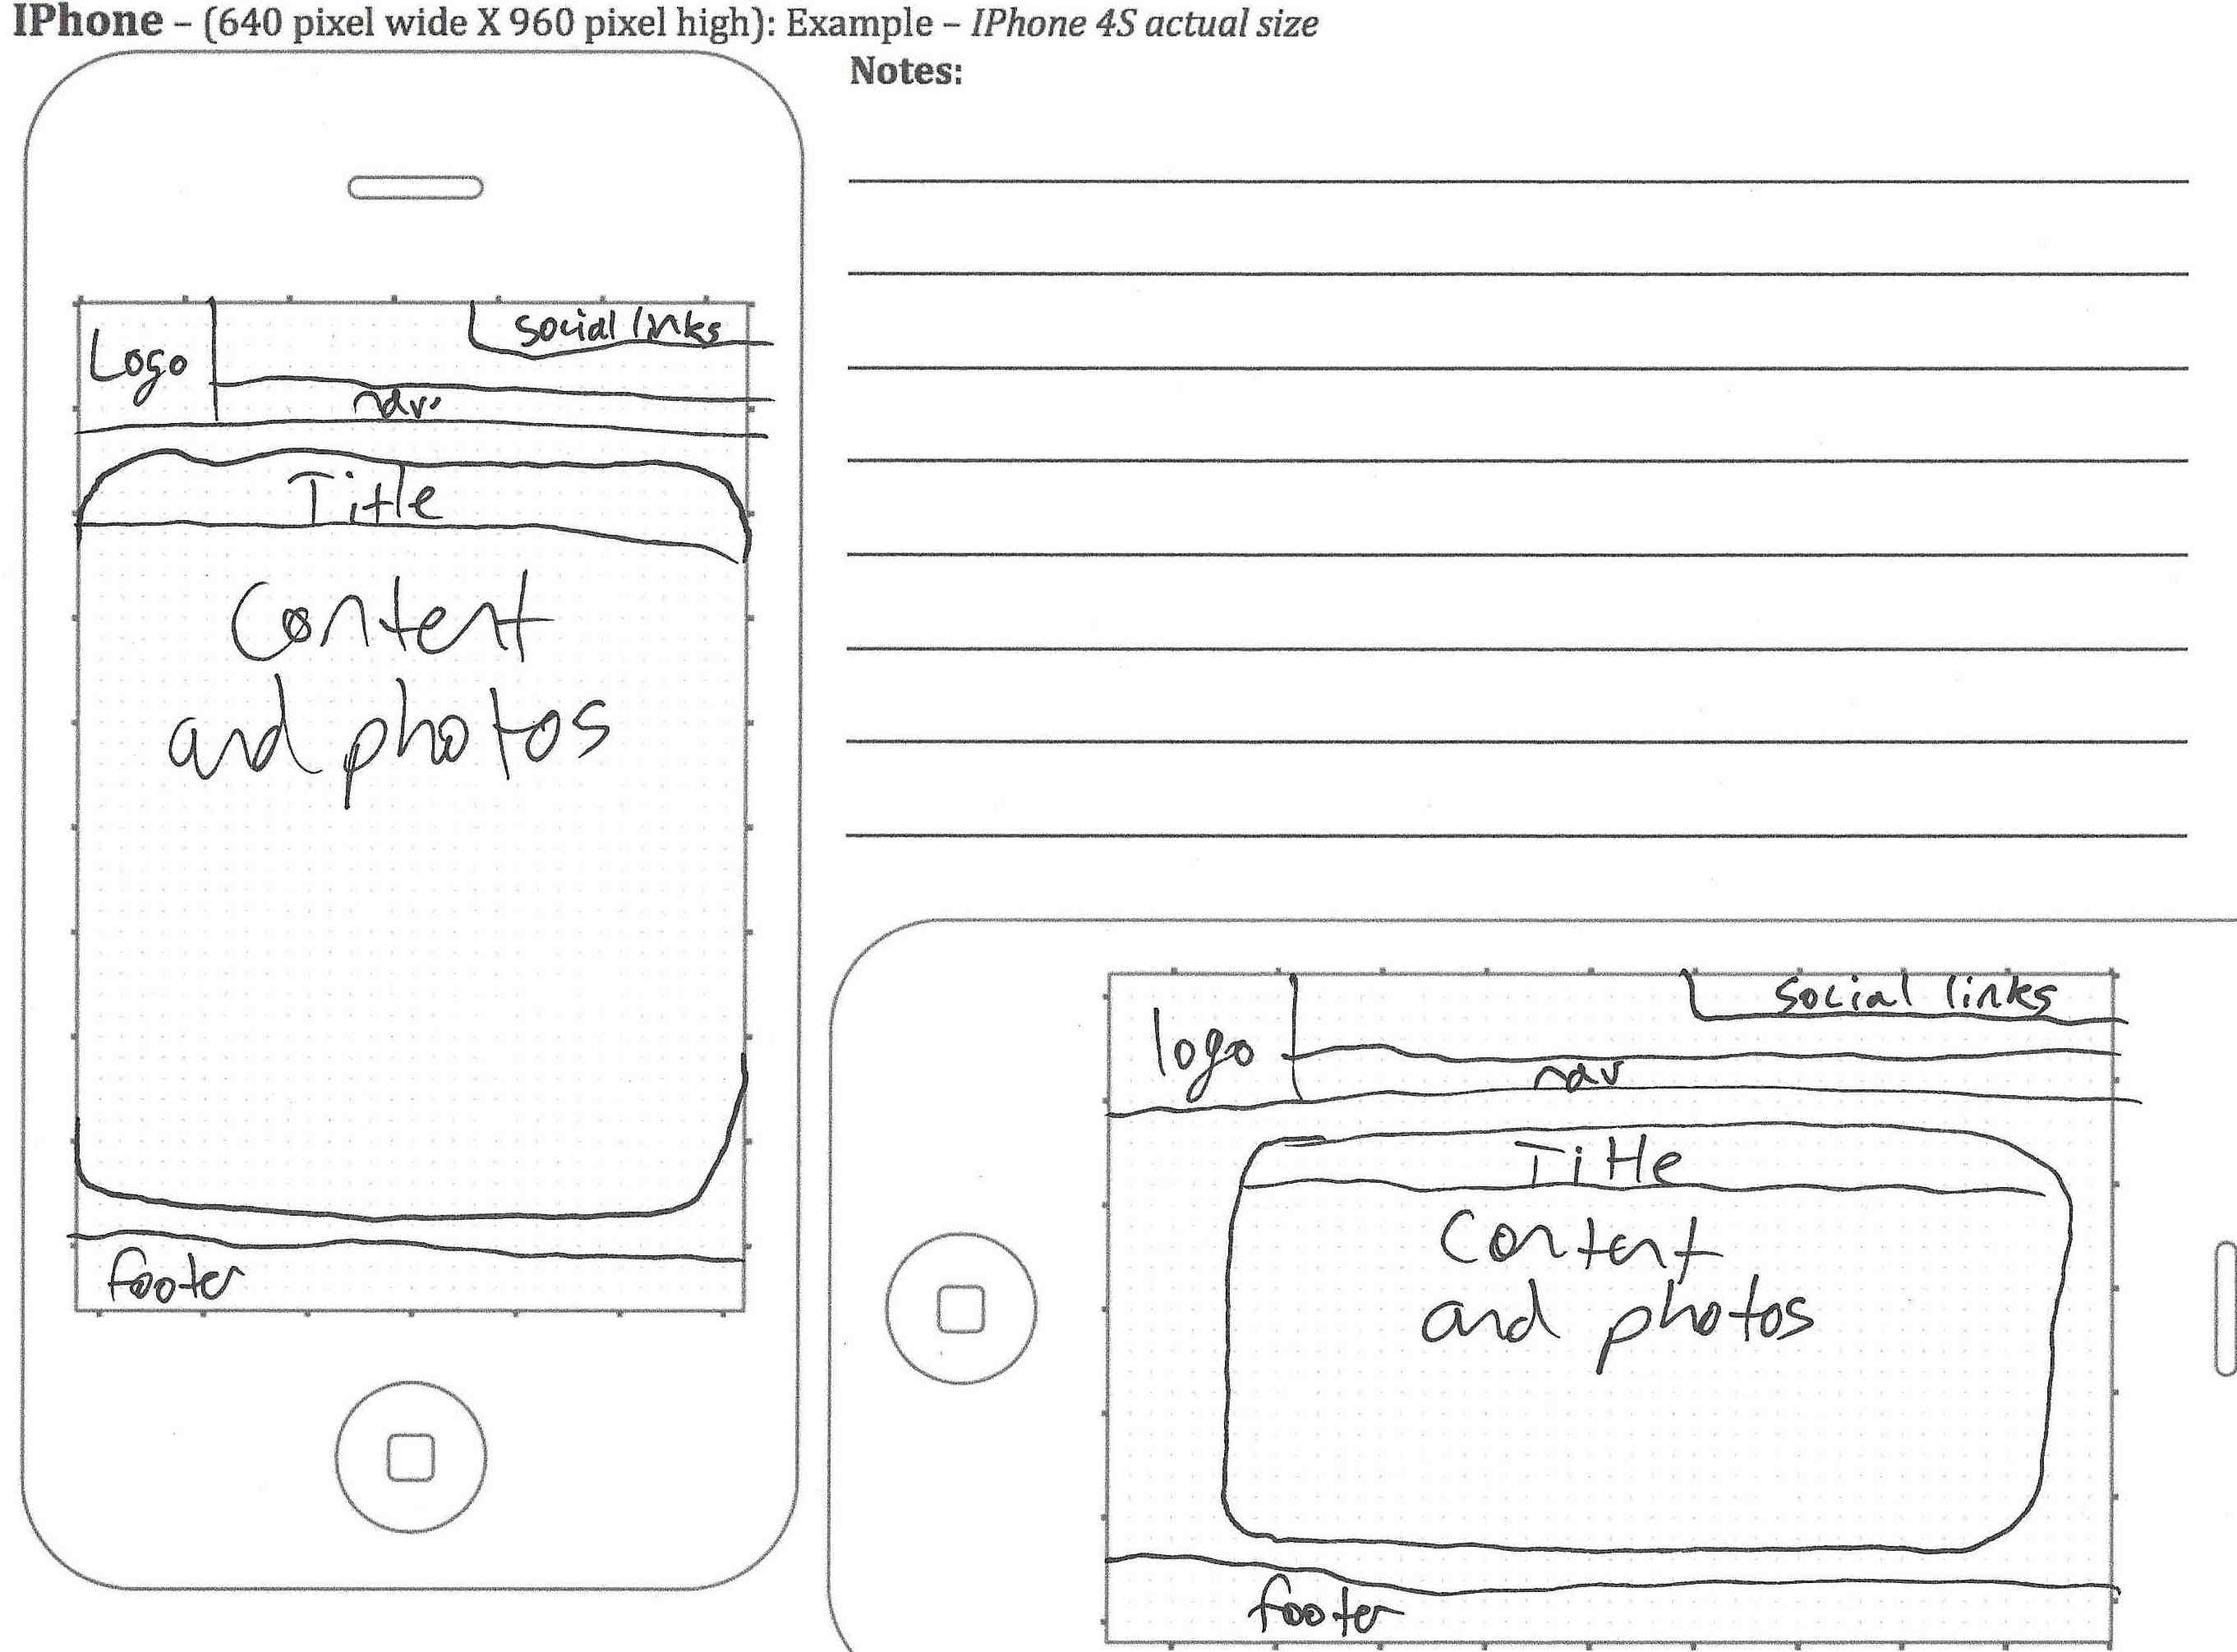 IPhone – (640 pixel wide X 960 pixel high): Example – IPhone 4S actual size
Notes:
social links
Logo
nav.
Title
Content
and photos
footer
social links
logo
nav
Title
Content
and photos
footer